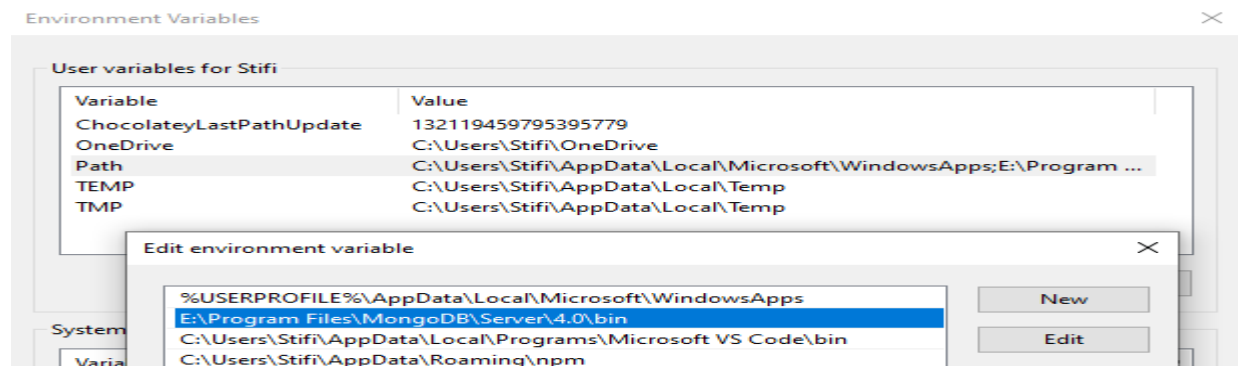 Environment Variables
User variables for Stifi
Variable Value
ChocolateyLastPathUpdate 132119459795395779
OneDrive C:\Users\Stifi\OneDrive
Path C:\Users\Stifi\AppData\Local\Microsoft\WindowsApps;E:\Program ...
TEMP C:\Users\Stifi\AppData\Local\Temp
TMP C:\Users\Stifi\AppData\Local\Temp
Edit environment variable
%USERPROFILE%\AppData\Local\Microsoft\WindowsApps New
E:\Program Files\MongoDB\Server\4.0\bin
System C:\Users\Stifi\AppData\Local\Programs\Microsoft VS Code\bin Edit
Varia C:\Users\Stifi\AppData\Roaming\npm